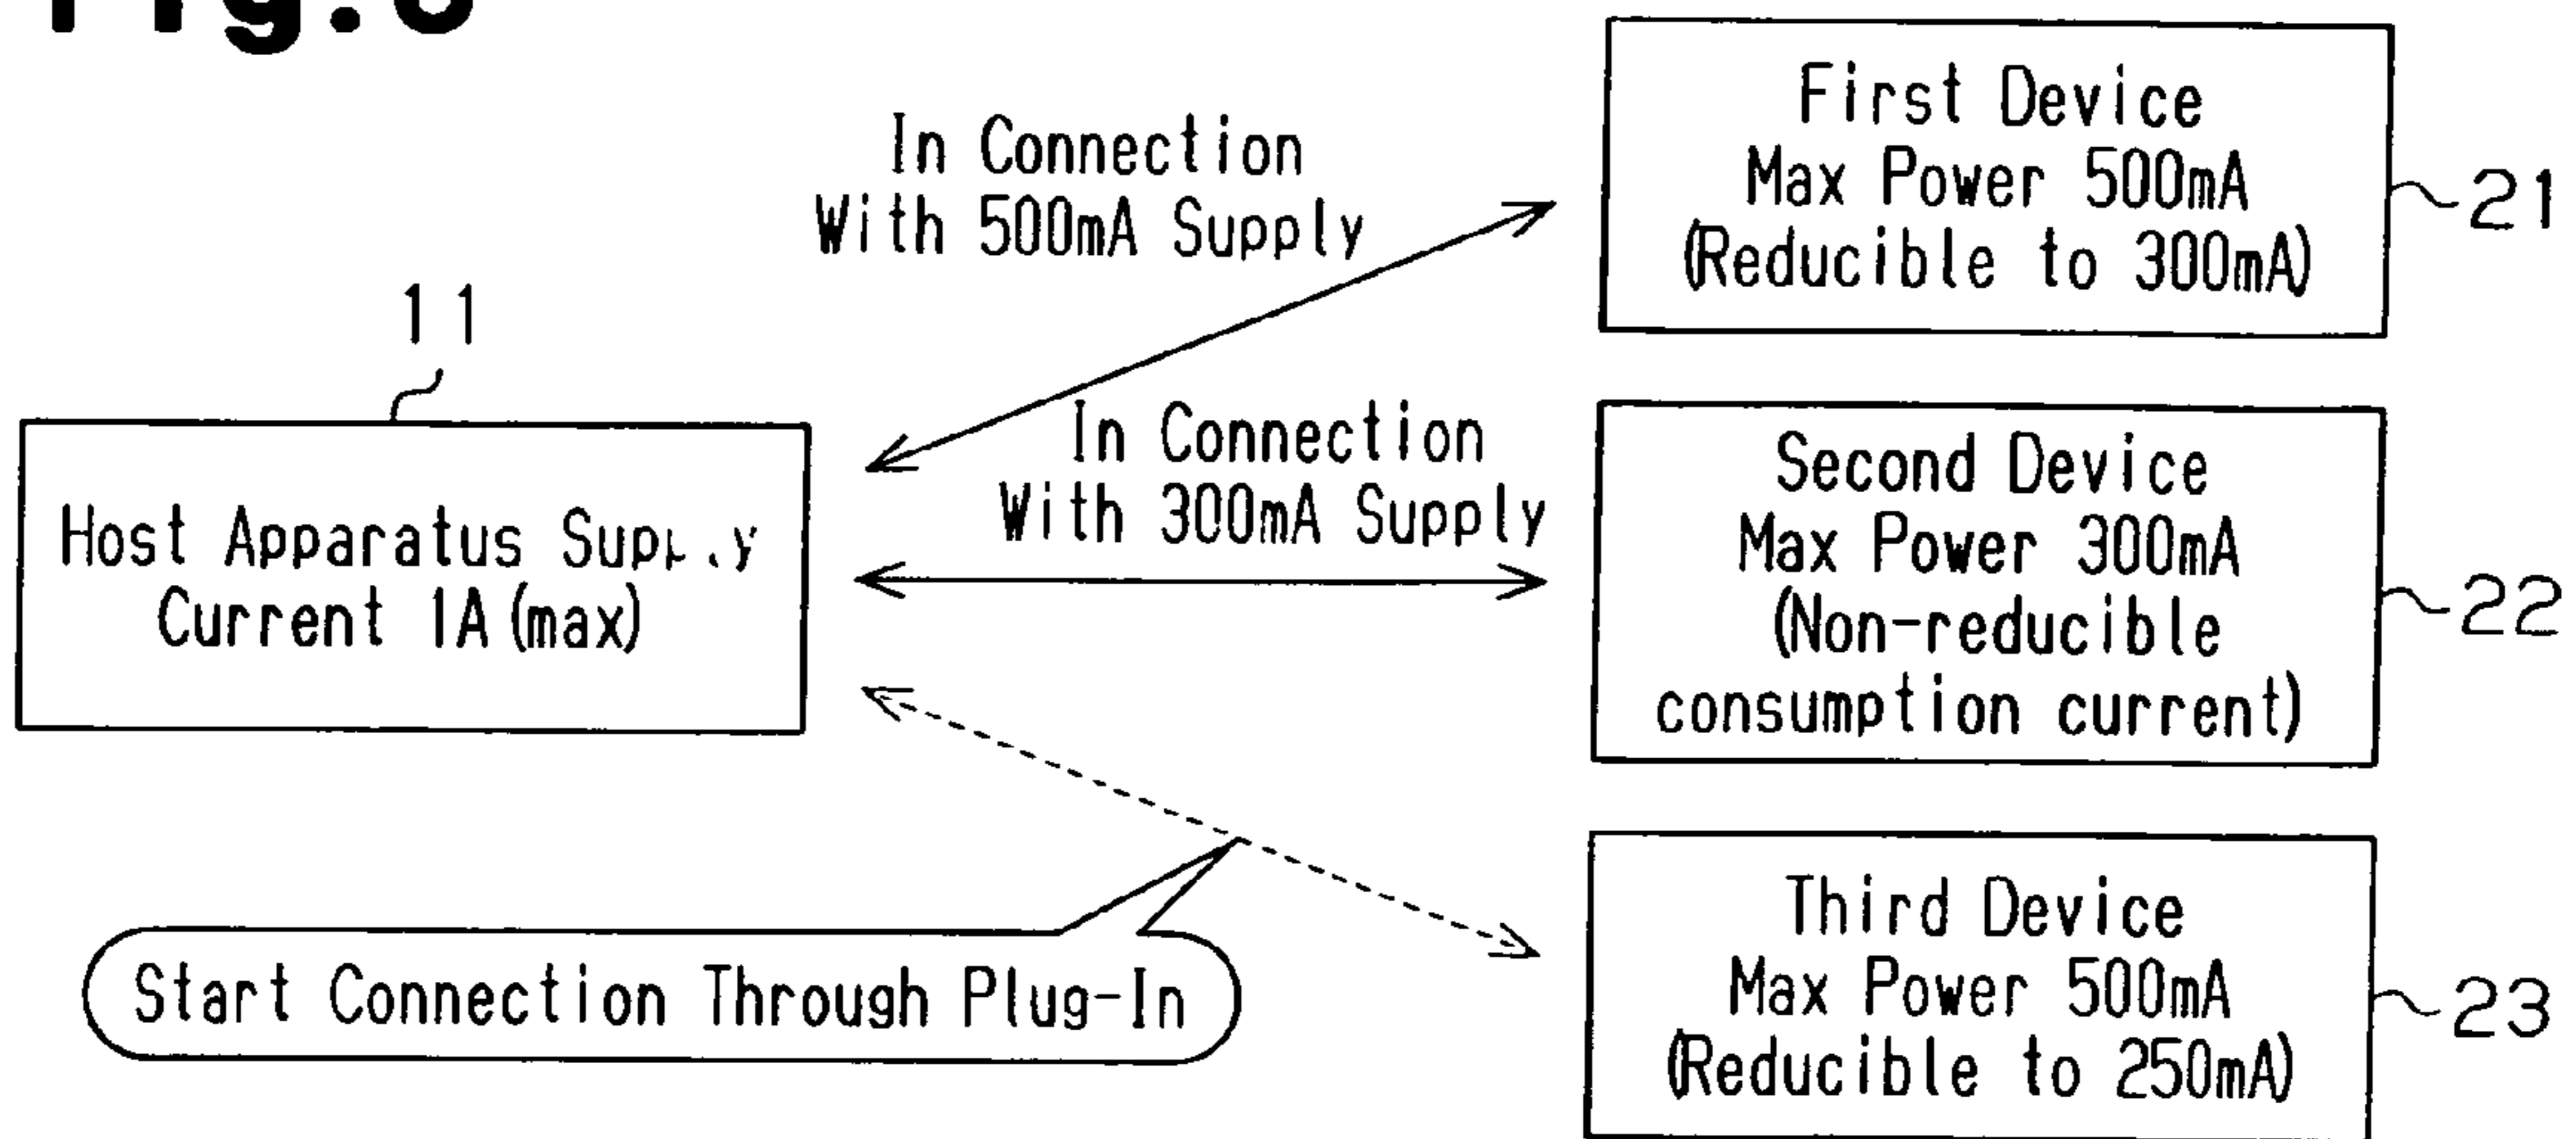 In Connection
With 500mA Supply
First Device
Max Power 500mA
(Reducible to 300mA)
21
11
Host Apparatus
Current 1A (max)
In Connection
With 300mA Supply
Second Device
Max Power 300mA
(Non-reducible
consumption current)
22
Start Connection Through Plug-In
Third Device
Max Power 500mA
(Reducible to 250mA)
23